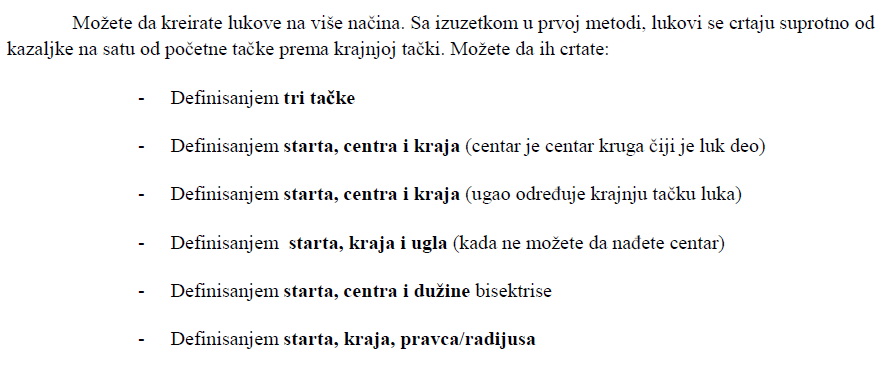 Možete da kreirate lukove na više načina. Sa izuzetkom u prvoj metodi, lukovi se crtaju suprotno od
kazaljke na satu od početne tačke prema krajnjoj tački. Možete da ih crtate:
- Definisanjem tri tačke
- Definisanjem starta, centra i kraja (centar je centar kruga čiji je luk deo)
- Definisanjem starta, centra i kraja (ugao određuje krajnju tačku luka)
- Definisanjem starta, kraja i ugla (kada ne možete da nađete centar)
- Definisanjem starta, centra i dužine bisektrise
- Definisanjem starta, kraja, pravca/radijusa